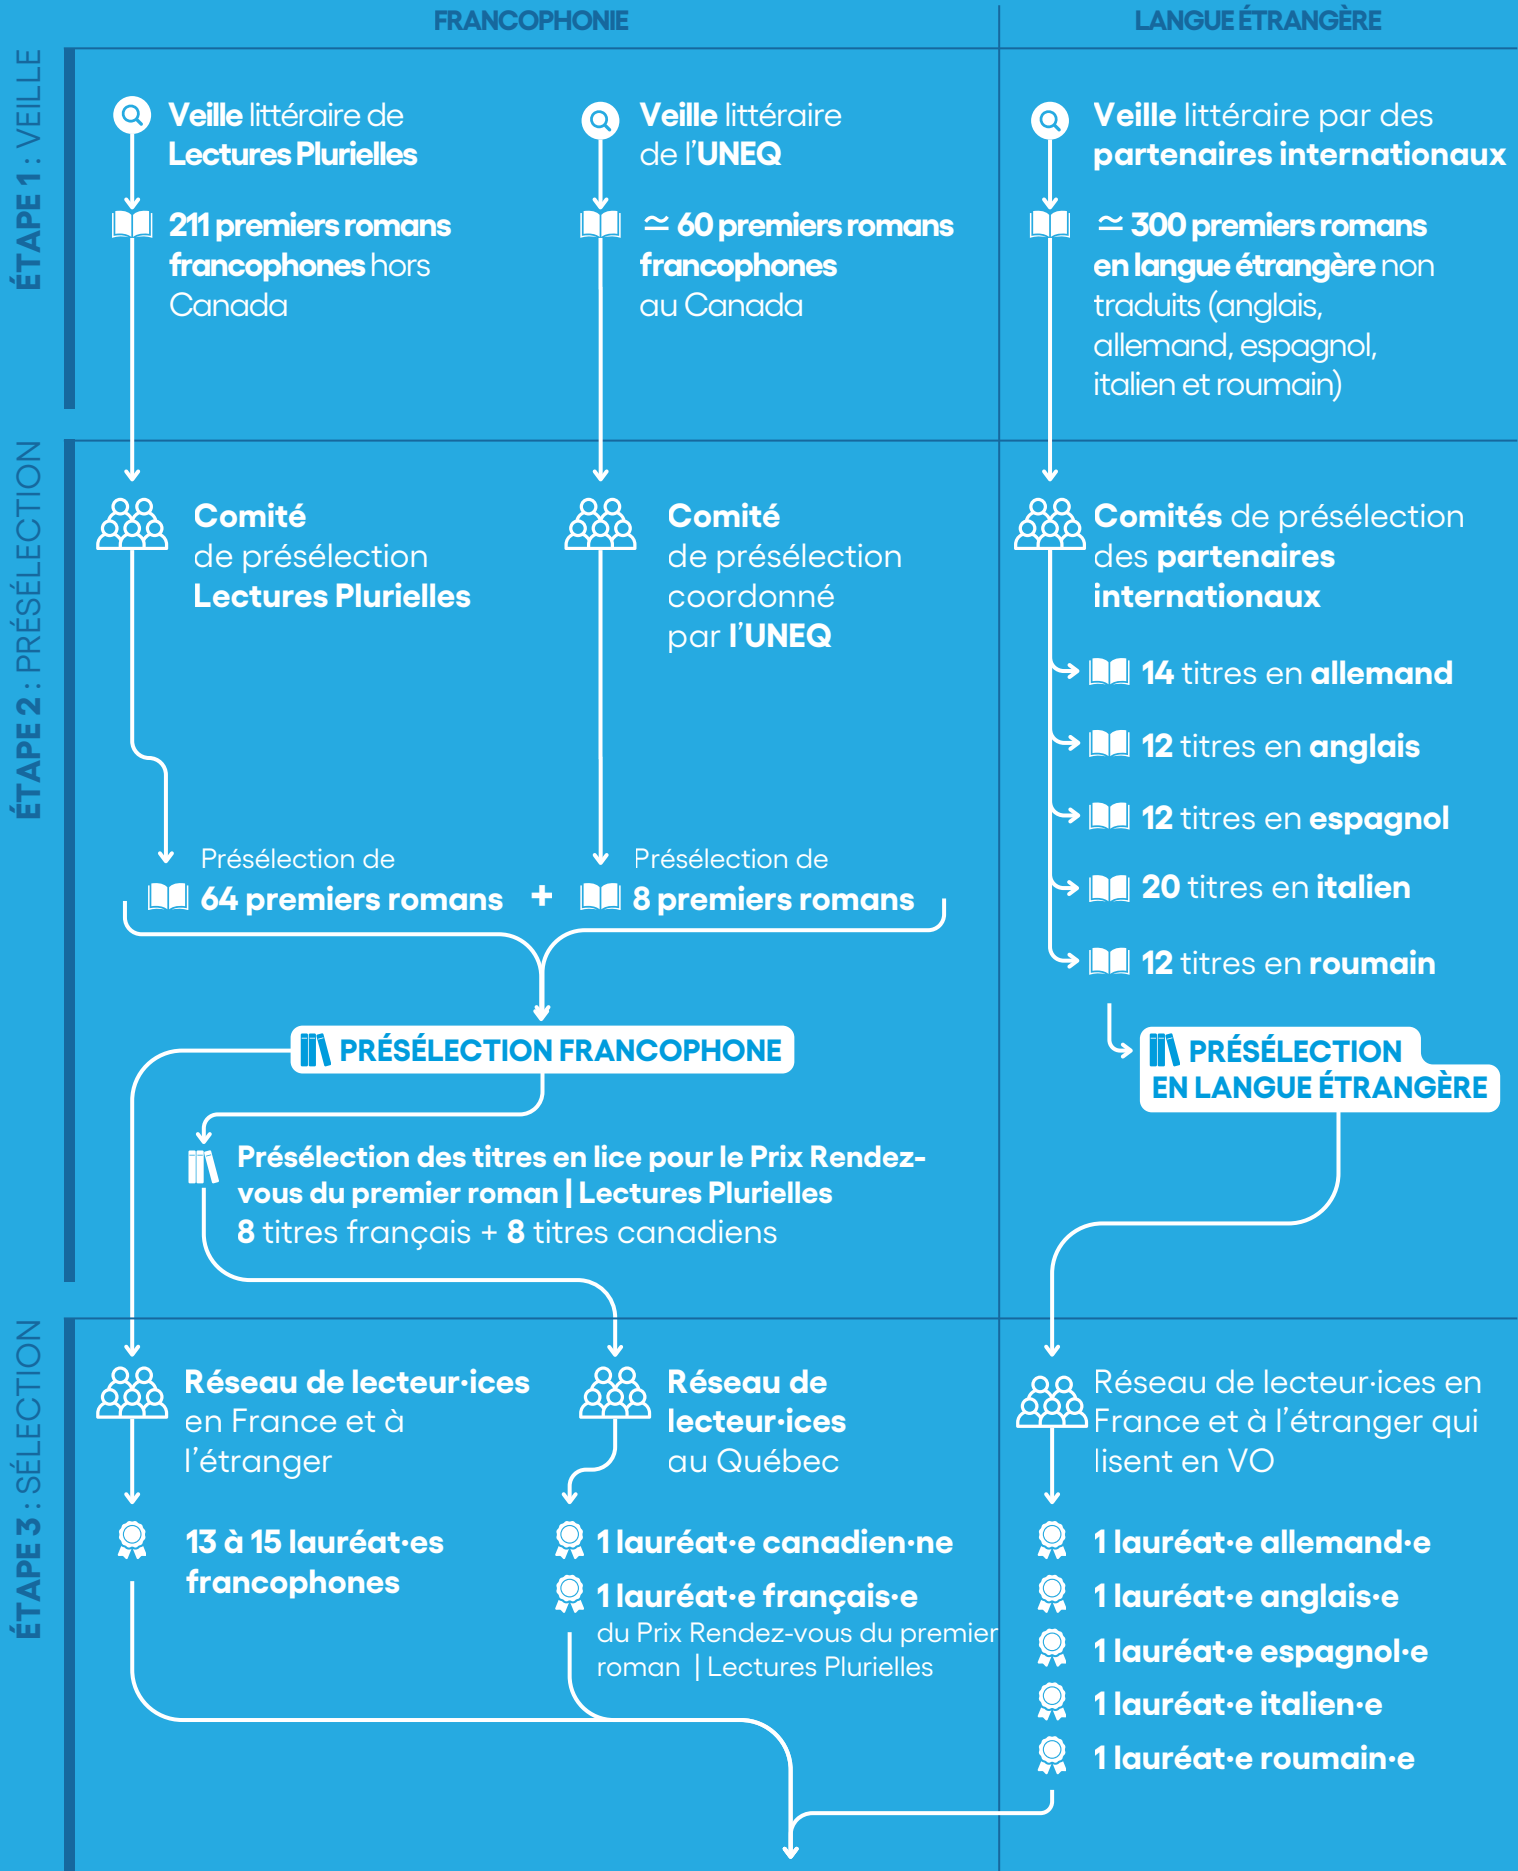 FRANCOPHONIE
LANGUE ÉTRANGÈRE
ÉTAPE 1 : VEILLE
Veille littéraire de
Lectures Plurielles
211 premiers romans
francophones hors
Canada
Veille littéraire
de l'UNEQ
≃ 60 premiers romans
francophones
au Canada
Veille littéraire par des
partenaires internationaux
≃ 300 premiers romans
en langue étrangère non
traduits (anglais,
allemand, espagnol,
italien et roumain)
ÉTAPE 2 : PRÉSÉLECTION
Comité
de présélection
Lectures Plurielles
Comité
de présélection
coordonné
par l'UNEQ
Comités de présélection
des partenaires
internationaux
14 titres en allemand
12 titres en anglais
12 titres en espagnol
20 titres en italien
12 titres en roumain
Présélection de
64 premiers romans
+
Présélection de
8 premiers romans
PRÉSÉLECTION FRANCOPHONE
PRÉSÉLECTION
EN LANGUE ÉTRANGÈRE
Présélection des titres en lice pour le Prix Rendez-
vous du premier roman | Lectures Plurielles
8 titres français + 8 titres canadiens
ÉTAPE 3 : SÉLECTION
Réseau de lecteur·ices
en France et à
l'étranger
13 à 15 lauréat·es
francophones
Réseau de
lecteur·ices
au Québec
1 lauréat·e canadien·ne
1 lauréat·e français·e
du Prix Rendez-vous du premier
roman | Lectures Plurielles
Réseau de lecteur·ices en
France et à l'étranger qui
lisent en VO
1 lauréat·e allemand·e
1 lauréat·e anglais·e
1 lauréat·e espagnol·e
1 lauréat·e italien·e
1 lauréat·e roumain·e